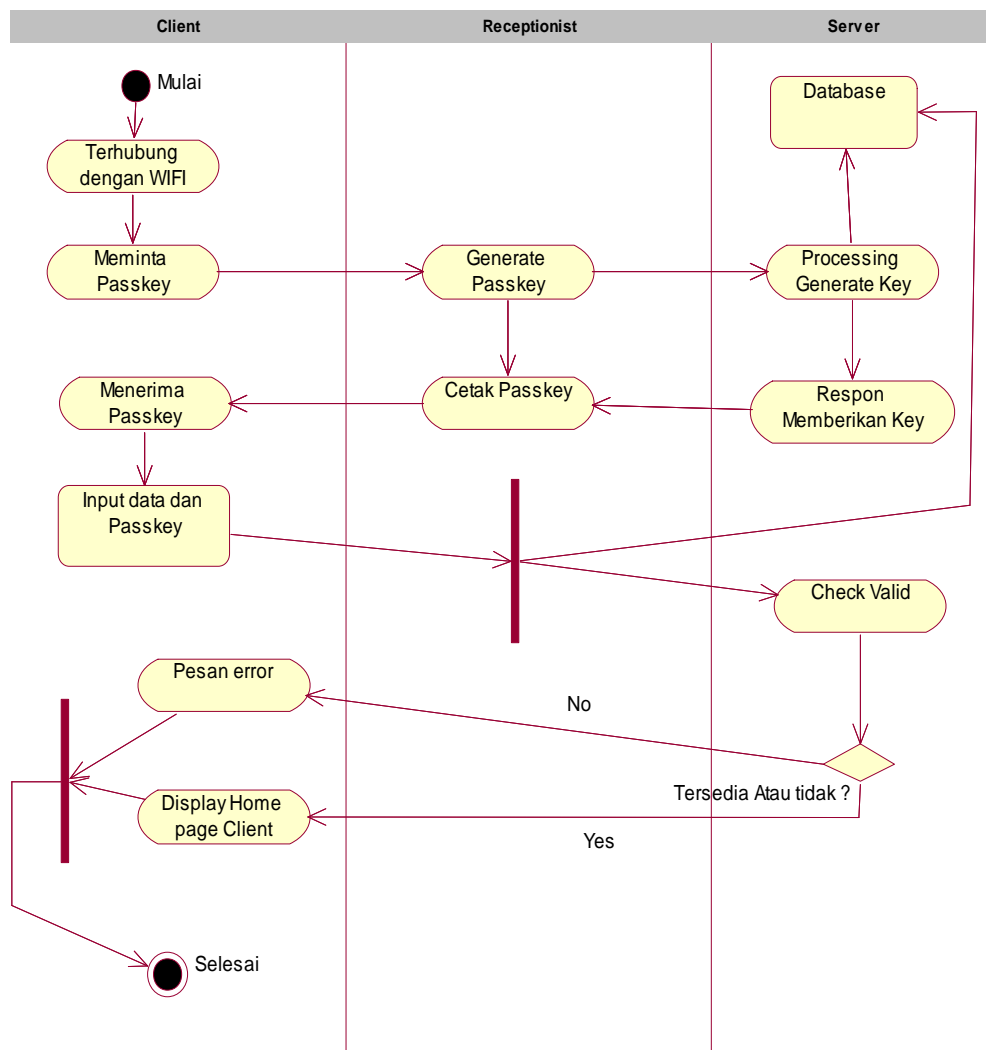 Client
Receptionist
Server
Mulai
Database
Terhubung
dengan WIFI
Meminta
Passkey
Generate
Passkey
Processing
Generate Key
Menerima
Passkey
Cetak Passkey
Respon
Memberikan Key
Input data dan
Passkey
Check Valid
Pesan error
No
Tersedia Atau tidak ?
Display Home
page Client
Yes
Selesai